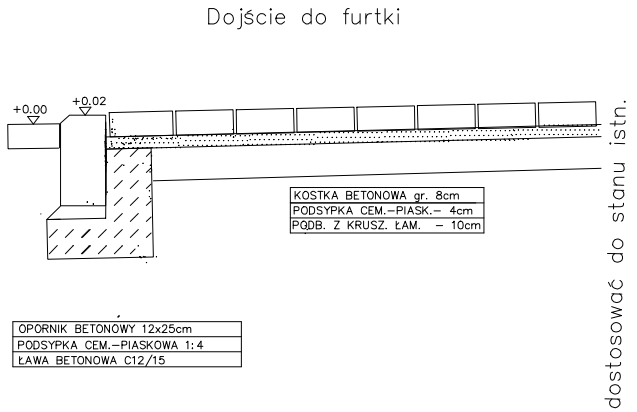 Dojście do furtki
+0.00
+0.02
KOSTKA BETONOWA gr. 8cm
PODSYPKA CEM.-PIASK.- 4cm
PODB. Z KRUSZ. ŁAM. - 10cm
dostosować do stanu istn.
OPORNIK BETONOWY 12x25cm
PODSYPKA CEM.-PIASKOWA 1:4
ŁAWA BETONOWA C12/15